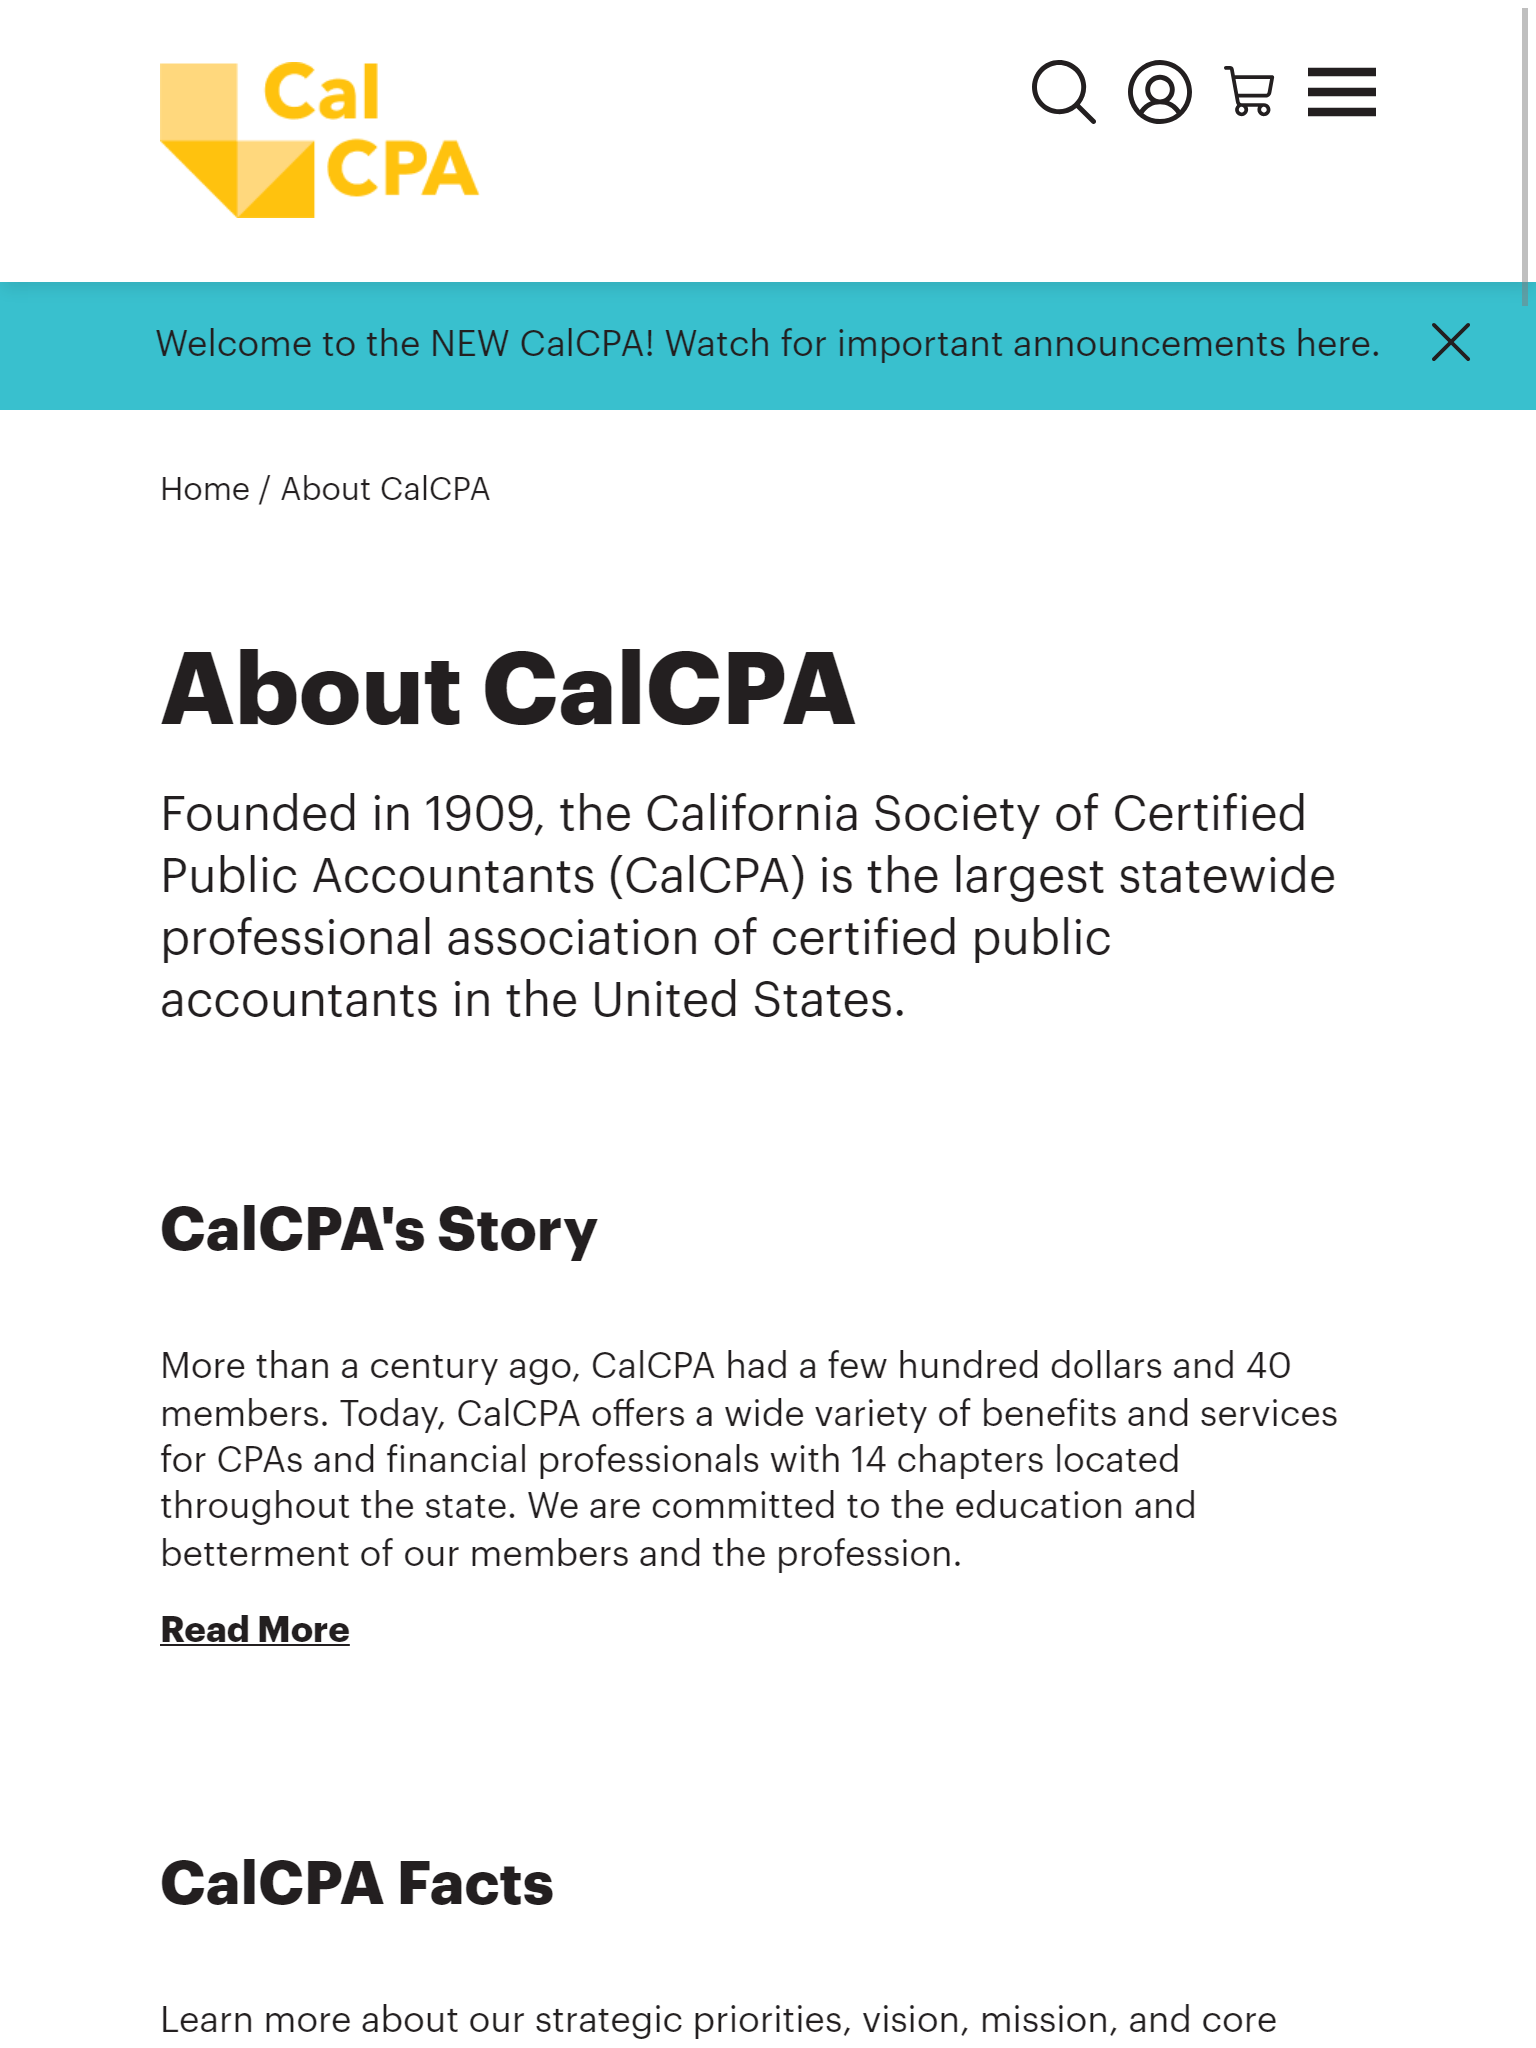 Cal
CPA
Welcome to the NEW CalCPA! Watch for important announcements here.
Home / About CalCPA
About CalCPA
Founded in 1909, the California Society of Certified
Public Accountants (CalCPA) is the largest statewide
professional association of certified public
accountants in the United States.
CalCPA's Story
More than a century ago, CalCPA had a few hundred dollars and 40
members. Today, CalCPA offers a wide variety of benefits and services
for CPAs and financial professionals with 14 chapters located
throughout the state. We are committed to the education and
betterment of our members and the profession.
Read More
CalCPA Facts
Learn more about our strategic priorities, vision, mission, and core